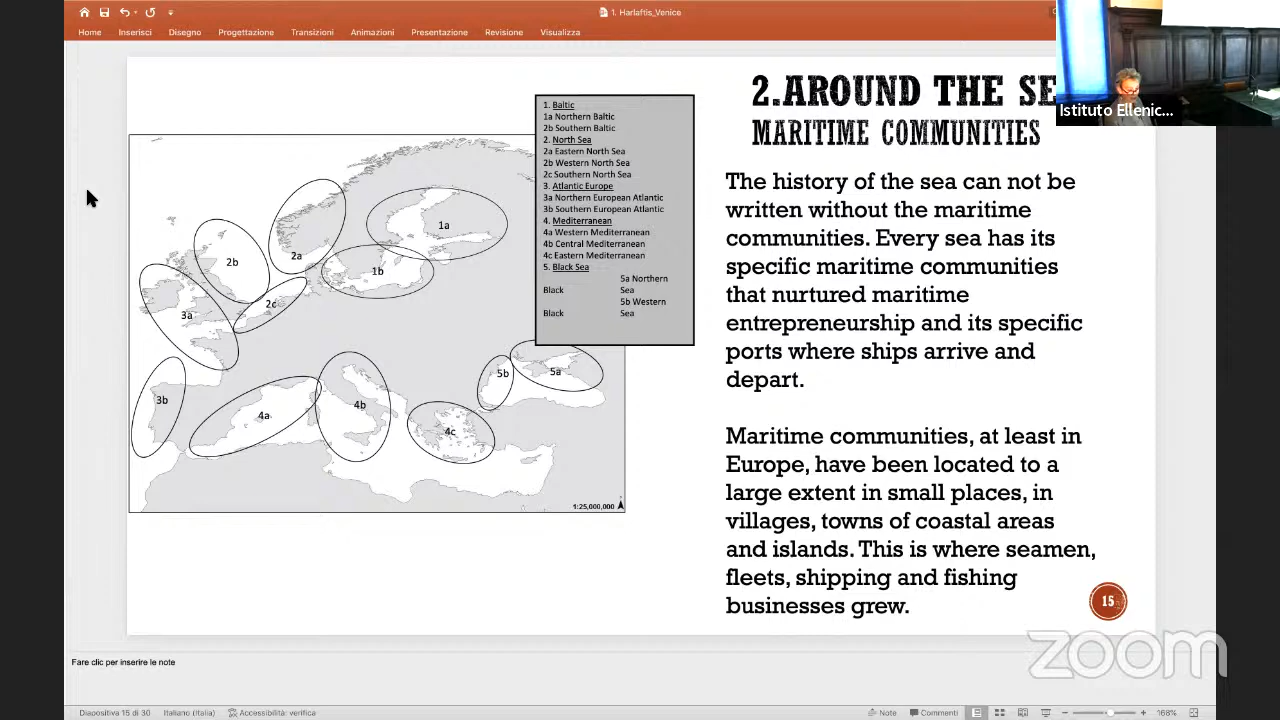 1. Harlaftis_Venice
Home Inserisci Disegno Progettazione Transizioni Animazioni Presentazione Revisione Visualizza
2.AROUND THE SE
MARITIME COMMUNITIES
Istituto Ellenic...
1. Baltic
1a Northern Baltic
2b Southern Baltic
2. North Sea
2a Eastern North Sea
2b Western North Sea
2c Southern North Sea
3. Atlantic Europe
3a Northern European Atlantic
3b Southern European Atlantic
4. Mediterranean
4a Western Mediterranean
4b Central Mediterranean
4c Eastern Mediterranean
5. Black Sea
5a Northern
Black Sea
5b Western
Black Sea
1a
2a
2b
1b
2c
3a
5b
5a
3b
4a
4b
4c
1:25,000,000
The history of the sea can not be
written without the maritime
communities. Every sea has its
specific maritime communities
that nurtured maritime
entrepreneurship and its specific
ports where ships arrive and
depart.
Maritime communities, at least in
Europe, have been located to a
large extent in small places, in
villages, towns of coastal areas
and islands. This is where seamen,
fleets, shipping and fishing
businesses grew.
15
zoom
Fare clic per inserire le note
Diapositiva 15 di 30 Italiano (Italia) Accessibilità: verifica Note Commenti 168%